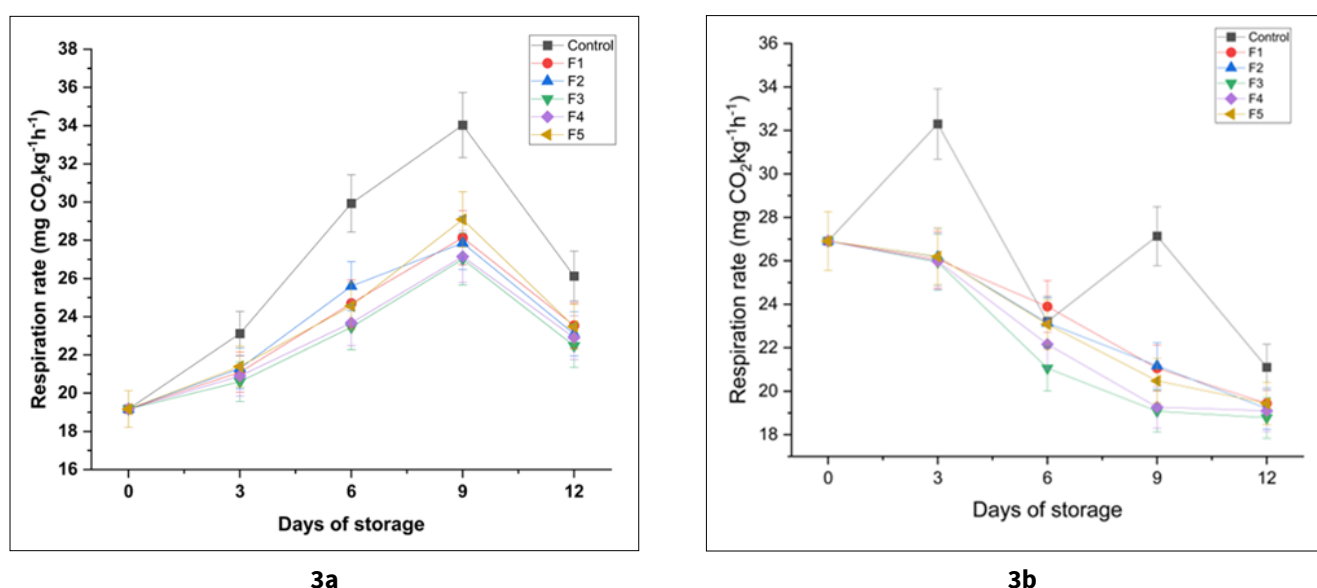 38
36
34
32
30
28
26
24
22
20
18
16
Respiration rate (mg CO₂kg⁻¹h⁻¹)
0 3 6 9 12
Days of storage
Control
F1
F2
F3
F4
F5
3a
36
34
32
30
28
26
24
22
20
18
Respiration rate (mg CO₂kg⁻¹h⁻¹)
0 3 6 9 12
Days of storage
Control
F1
F2
F3
F4
F5
3b